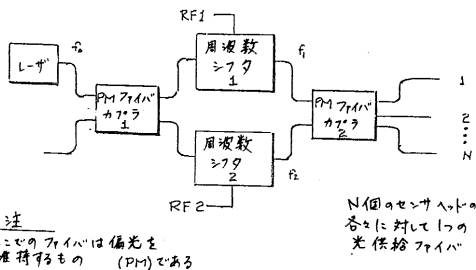 RF1
f₀
レーザ
周波数
シフタ
1
f₁
PMファイバ
カプラ
1
PMファイバ
カプラ
2
1
2
N
周波数
シフタ
2
f₂
RF2
注
こでのファイバは偏光を
維持するもの (PM)である
N個のセンサヘッドの
各々に対して1つの
光供給ファイバ